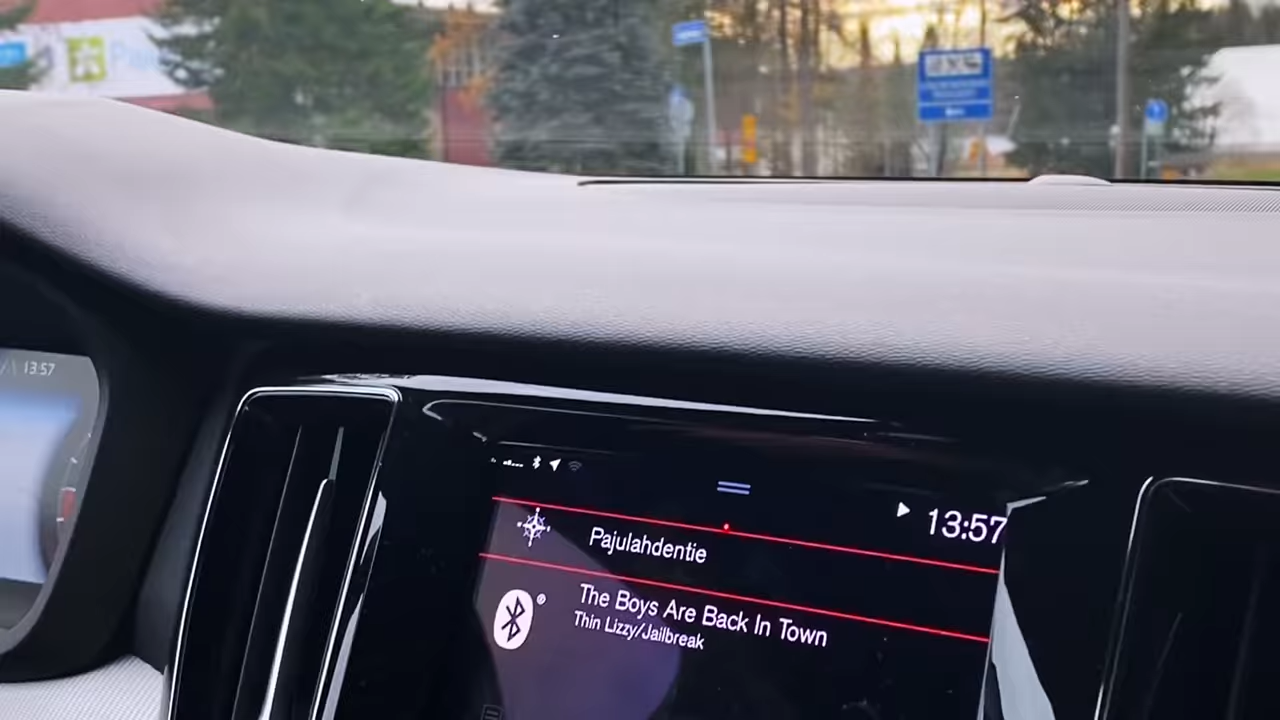 13:57
13:57
Pajulahdentie
The Boys Are Back In Town
Thin Lizzy/Jailbreak